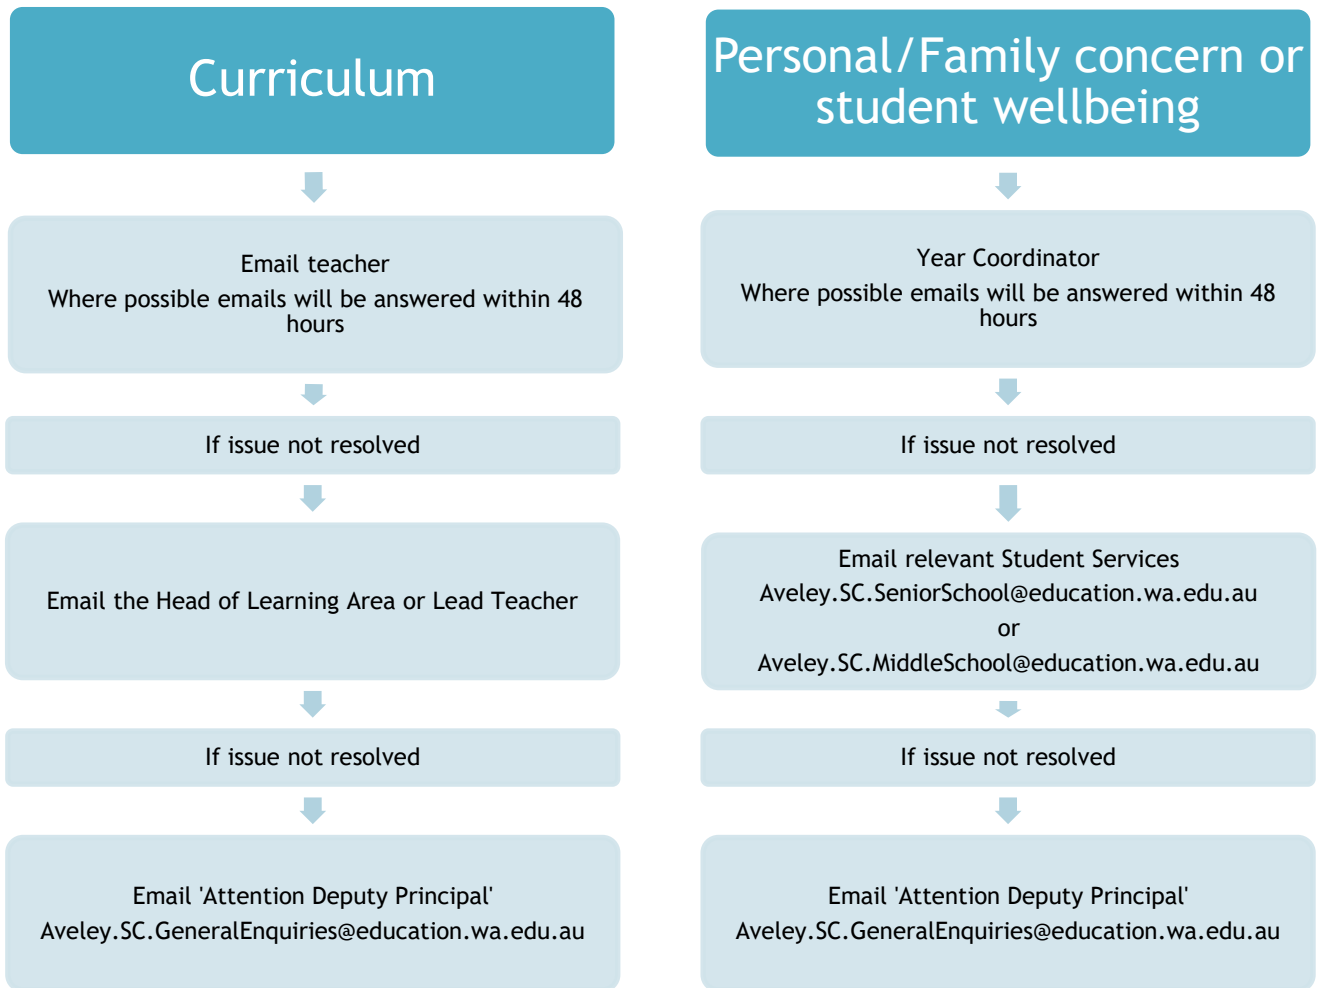 Curriculum
Email teacher
Where possible emails will be answered within 48
hours
If issue not resolved
Email the Head of Learning Area or Lead Teacher
If issue not resolved
Email 'Attention Deputy Principal'
Aveley.SC.GeneralEnquiries@education.wa.edu.au
Personal/Family concern or
student wellbeing
Year Coordinator
Where possible emails will be answered within 48
hours
If issue not resolved
Email relevant Student Services
Aveley.SC.SeniorSchool@education.wa.edu.au
or
Aveley.SC.MiddleSchool@education.wa.edu.au
If issue not resolved
Email 'Attention Deputy Principal'
Aveley.SC.GeneralEnquiries@education.wa.edu.au